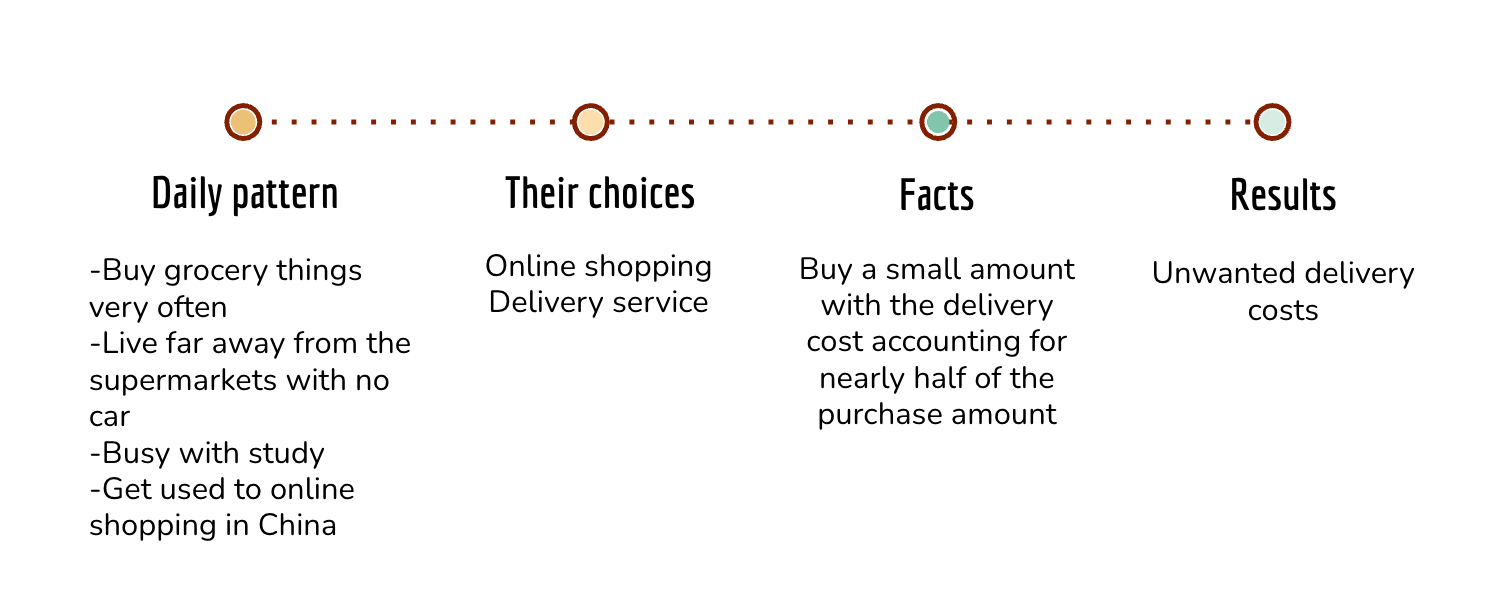 Daily pattern
-Buy grocery things
very often
-Live far away from the
supermarkets with no
car
-Busy with study
-Get used to online
shopping in China
Their choices
Online shopping
Delivery service
Facts
Buy a small amount
with the delivery
cost accounting for
nearly half of the
purchase amount
Results
Unwanted delivery
costs